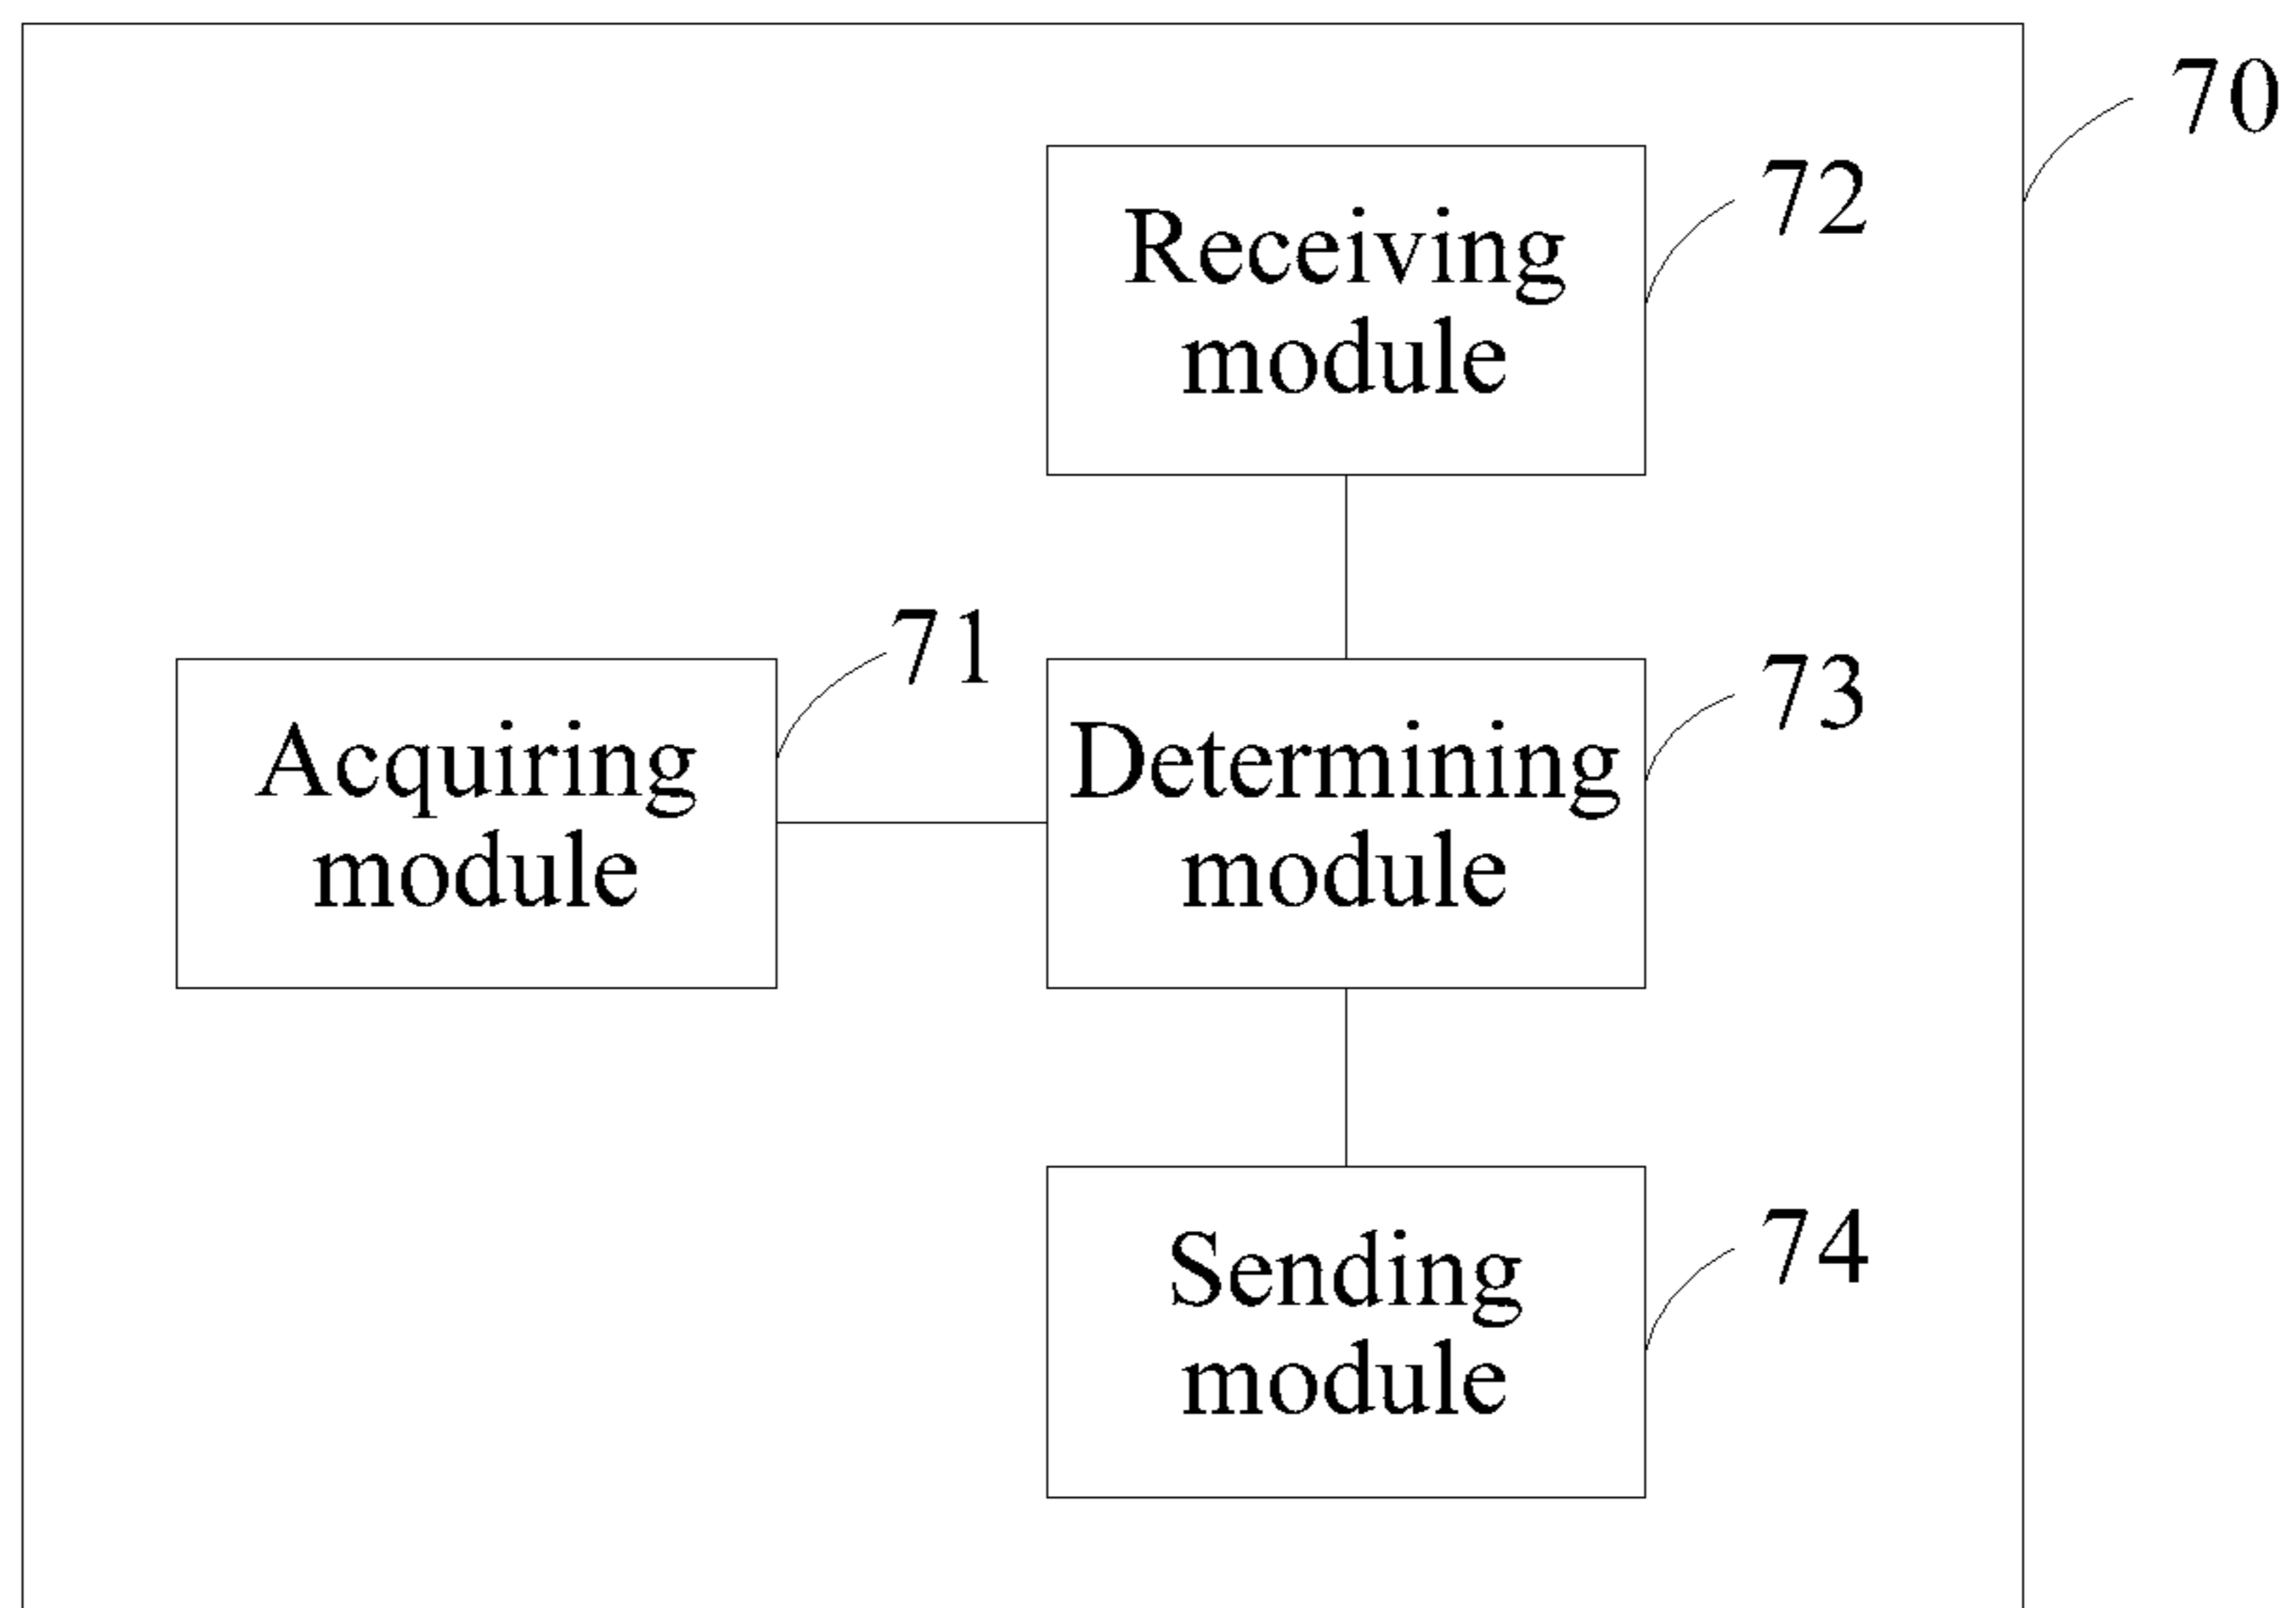 70
72
Receiving
module
71
73
Acquiring
module
Determining
module
74
Sending
module